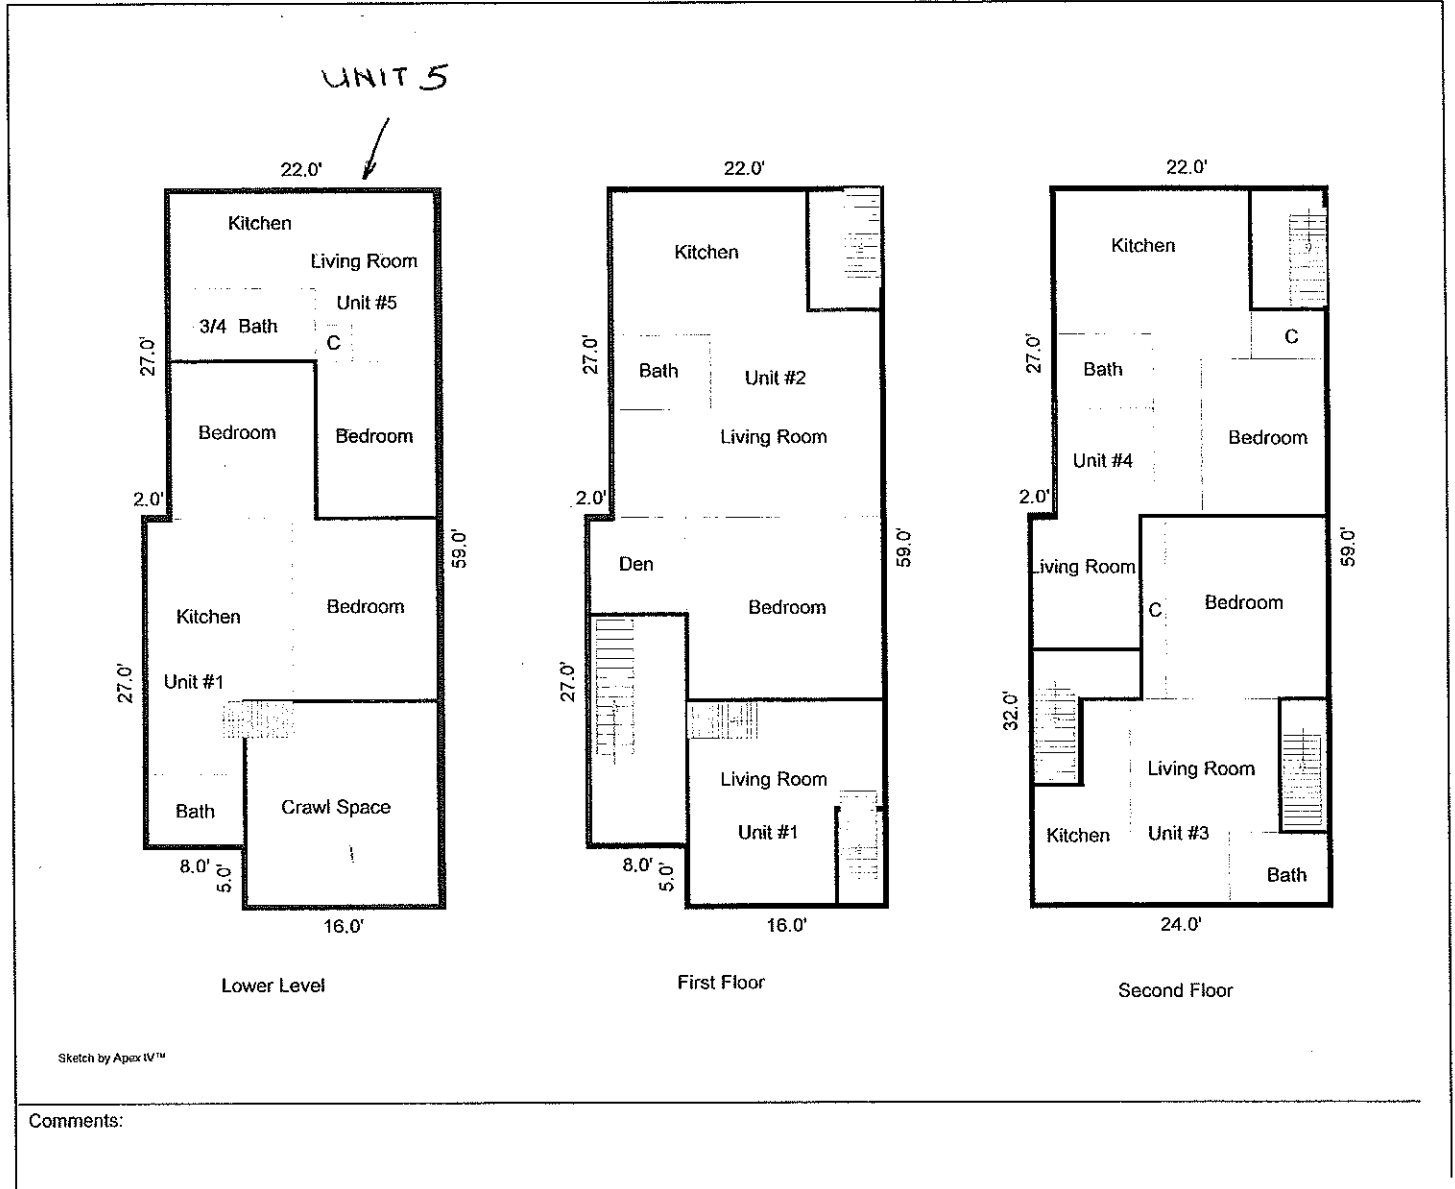 UNIT 5
22.0'
Kitchen
Living Room
Unit #5
3/4 Bath
C
27.0'
Bedroom
Bedroom
2.0'
59.0'
Kitchen
Bedroom
Unit #1
27.0'
Bath
Crawl Space
8.0'
5.0'
16.0'
Lower Level
22.0'
Kitchen
27.0'
Bath
Unit #2
Living Room
2.0'
59.0'
Den
Bedroom
27.0'
Living Room
Unit #1
8.0'
5.0'
16.0'
First Floor
22.0'
Kitchen
C
27.0'
Bath
Bedroom
Unit #4
2.0'
59.0'
Living Room
C
Bedroom
32.0'
Living Room
Kitchen
Unit #3
Bath
24.0'
Second Floor
Sketch by Apex IV™
Comments: